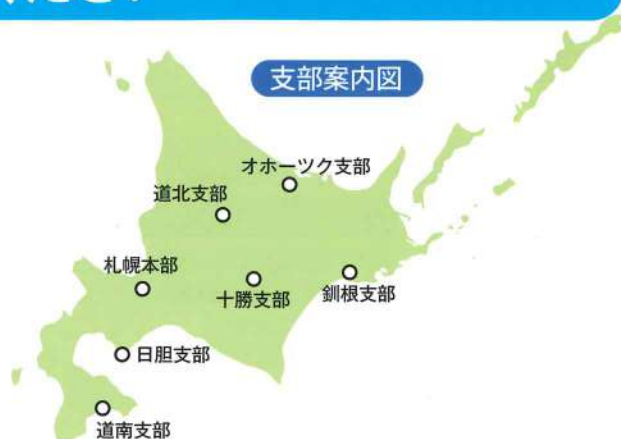 支部案内図
オホーツク支部
道北支部
札幌本部
十勝支部
釧根支部
日胆支部
道南支部